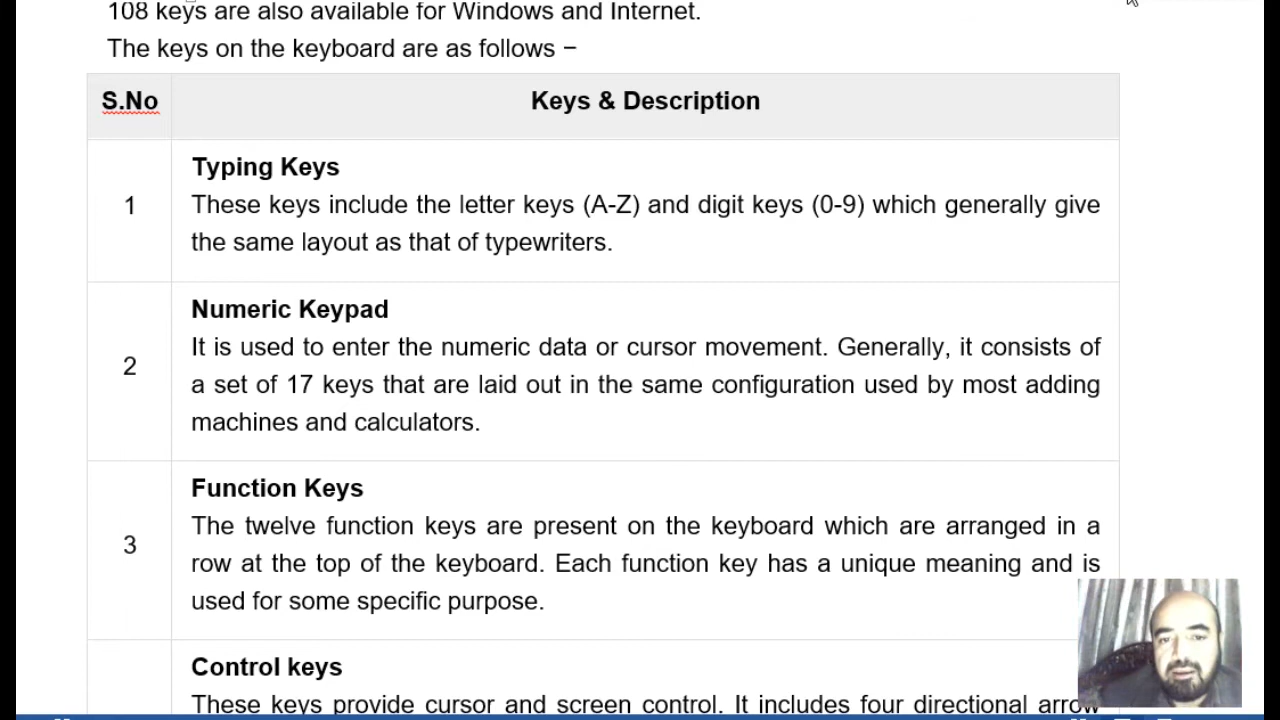 108 keys are also available for Windows and Internet.
The keys on the keyboard are as follows −
S.No
Keys & Description
1
Typing Keys
These keys include the letter keys (A-Z) and digit keys (0-9) which generally give
the same layout as that of typewriters.
2
Numeric Keypad
It is used to enter the numeric data or cursor movement. Generally, it consists of
a set of 17 keys that are laid out in the same configuration used by most adding
machines and calculators.
3
Function Keys
The twelve function keys are present on the keyboard which are arranged in a
row at the top of the keyboard. Each function key has a unique meaning and is
used for some specific purpose.
Control keys
These keys provide cursor and screen control. It includes four directional arrow